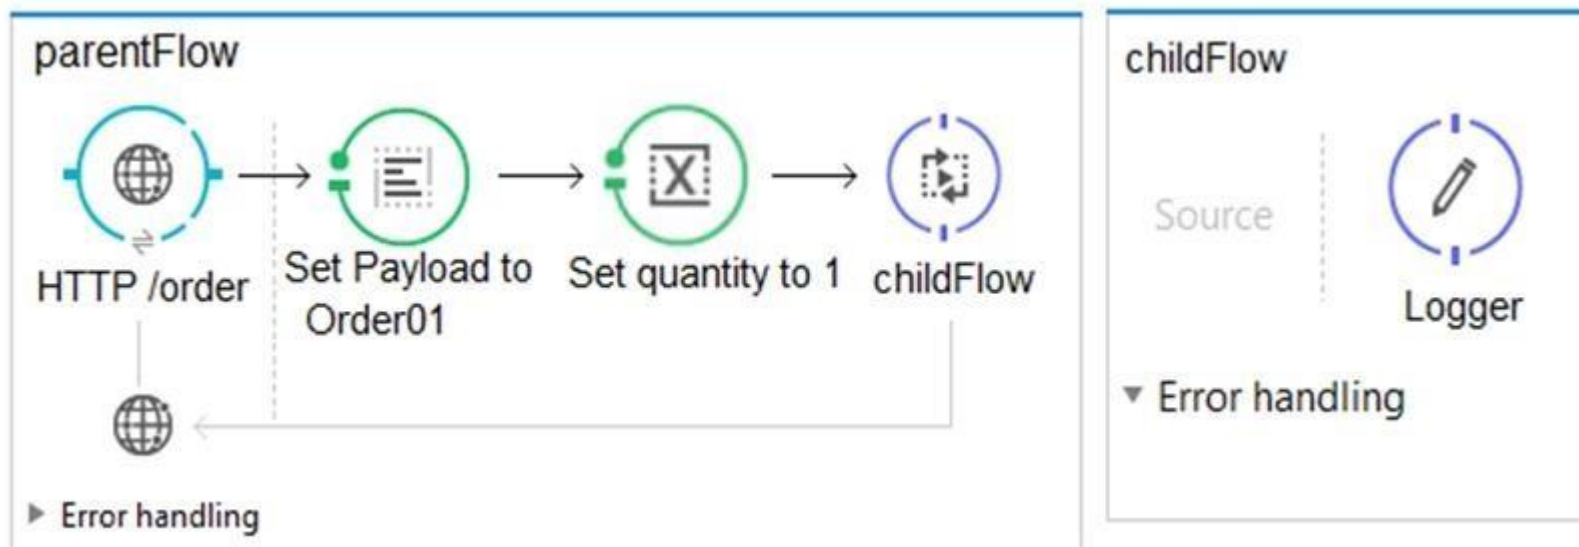 parentFlow
HTTP /order
Set Payload to
Order01
Set quantity to 1
childFlow
Error handling
childFlow
Source
Logger
Error handling